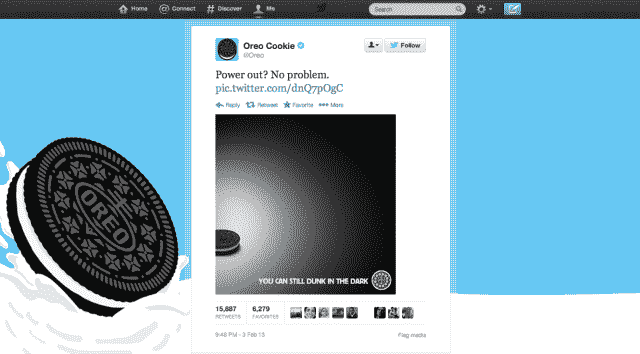 Home Connect Discover Me Search
Oreo Cookie
@Oreo
Follow
Power out? No problem.
pic.twitter.com/dnQ7pOgC
Reply Retweet Favorite More
YOU CAN STILL DUNK IN THE DARK
15,887 6,279
RETWEETS FAVORITES
9:48 PM - 3 Feb 13
Flag media
OREO